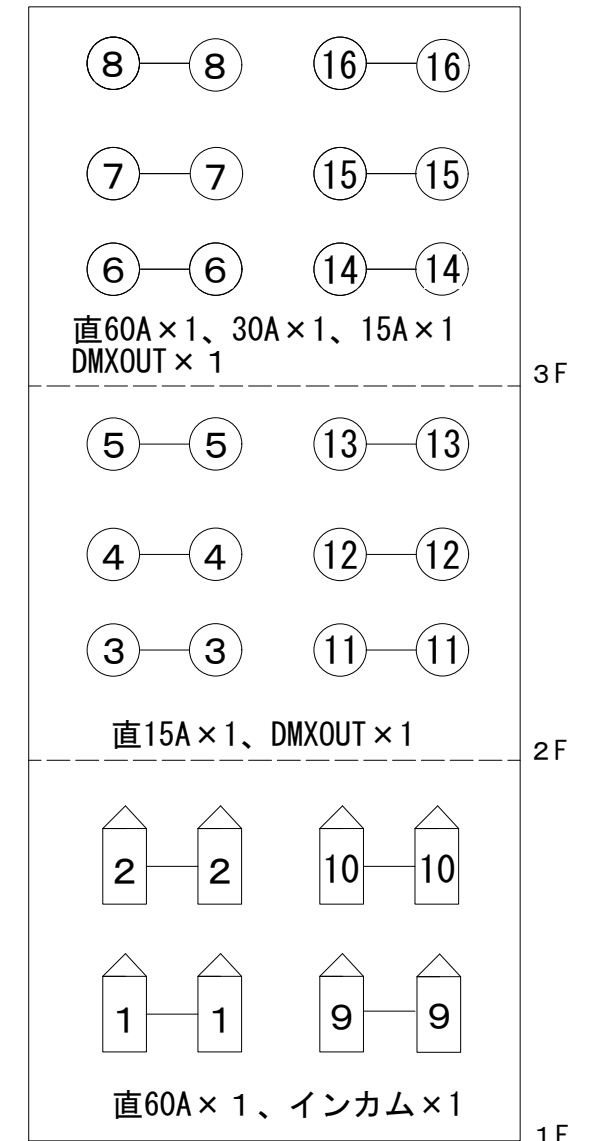 ８ ８ 16 16
７ ７ 15 15
６ ６ 14 14
直60A×1、30A×1、15A×1
DMXOUT×１
３F
５ ５ 13 13
４ ４ 12 12
３ ３ 11 11
直15A×1、DMXOUT×1
２F
２ ２ 10 10
１ １ ９ ９
直60A×１、インカム×1
１F